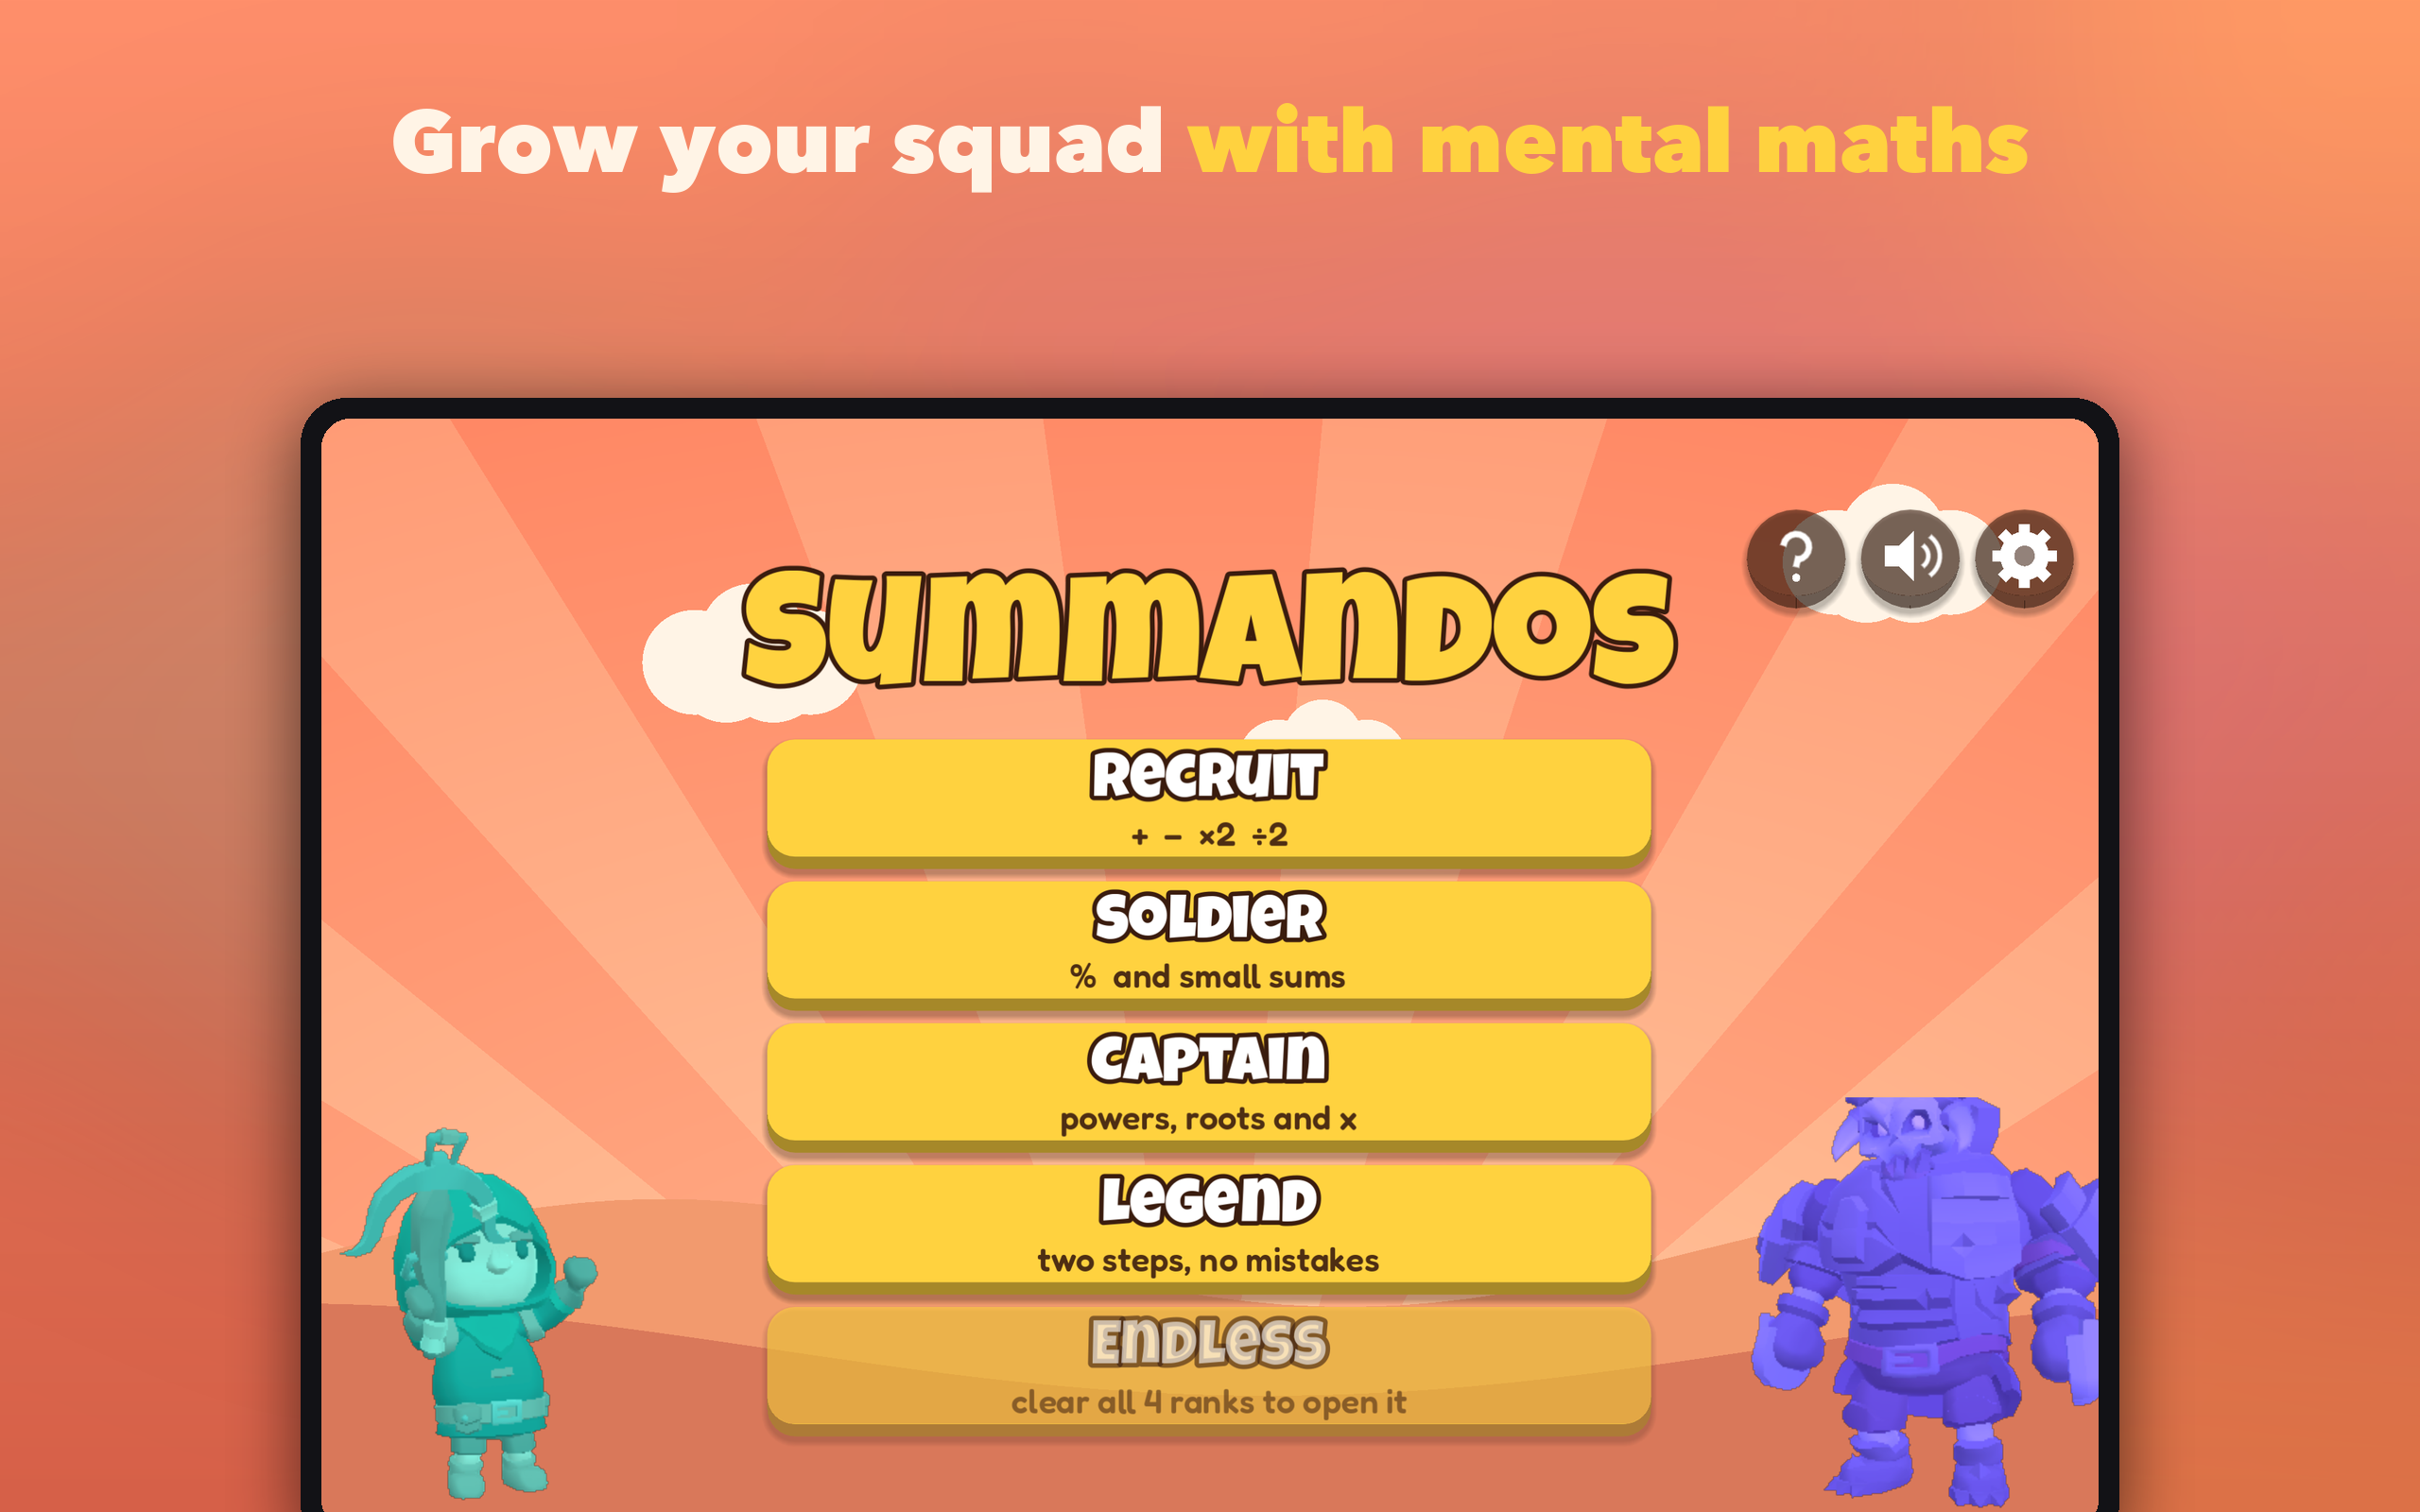 Grow your squad with mental maths
SUMMANDOS
?
RECRUIT
+ − ×2 ÷2
SOLDIER
% and small sums
CAPTAIN
powers, roots and x
LEGEND
two steps, no mistakes
ENDLESS
clear all 4 ranks to open it